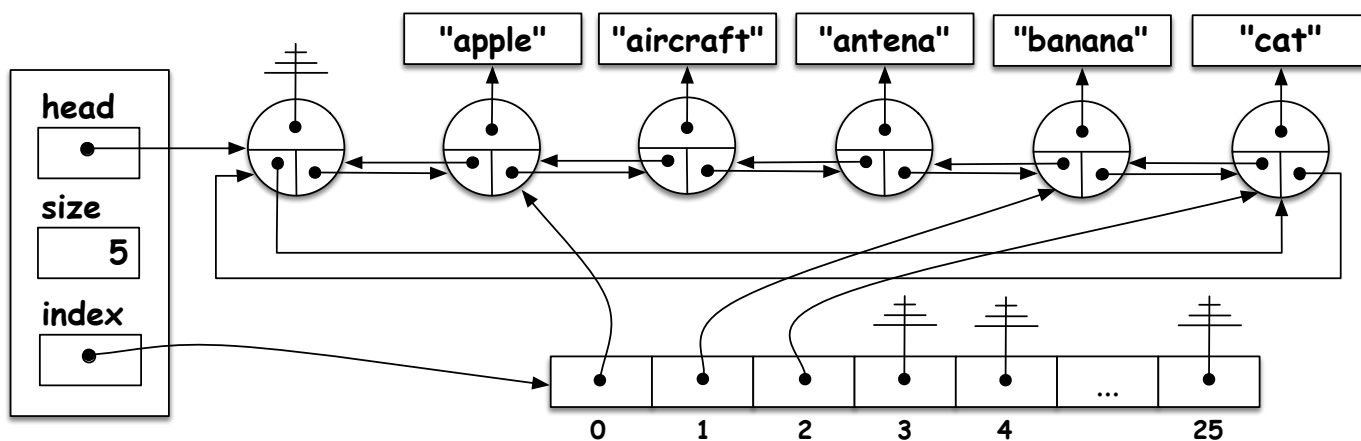 "apple" "aircraft" "antena" "banana" "cat"
head
size
5
index
...
0 1 2 3 4 25